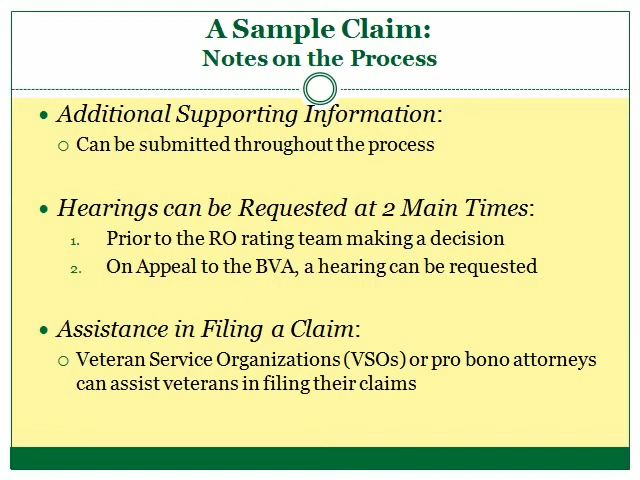 A Sample Claim:
Notes on the Process
• Additional Supporting Information:
○ Can be submitted throughout the process
• Hearings can be Requested at 2 Main Times:
1. Prior to the RO rating team making a decision
2. On Appeal to the BVA, a hearing can be requested
• Assistance in Filing a Claim:
○ Veteran Service Organizations (VSOs) or pro bono attorneys
can assist veterans in filing their claims